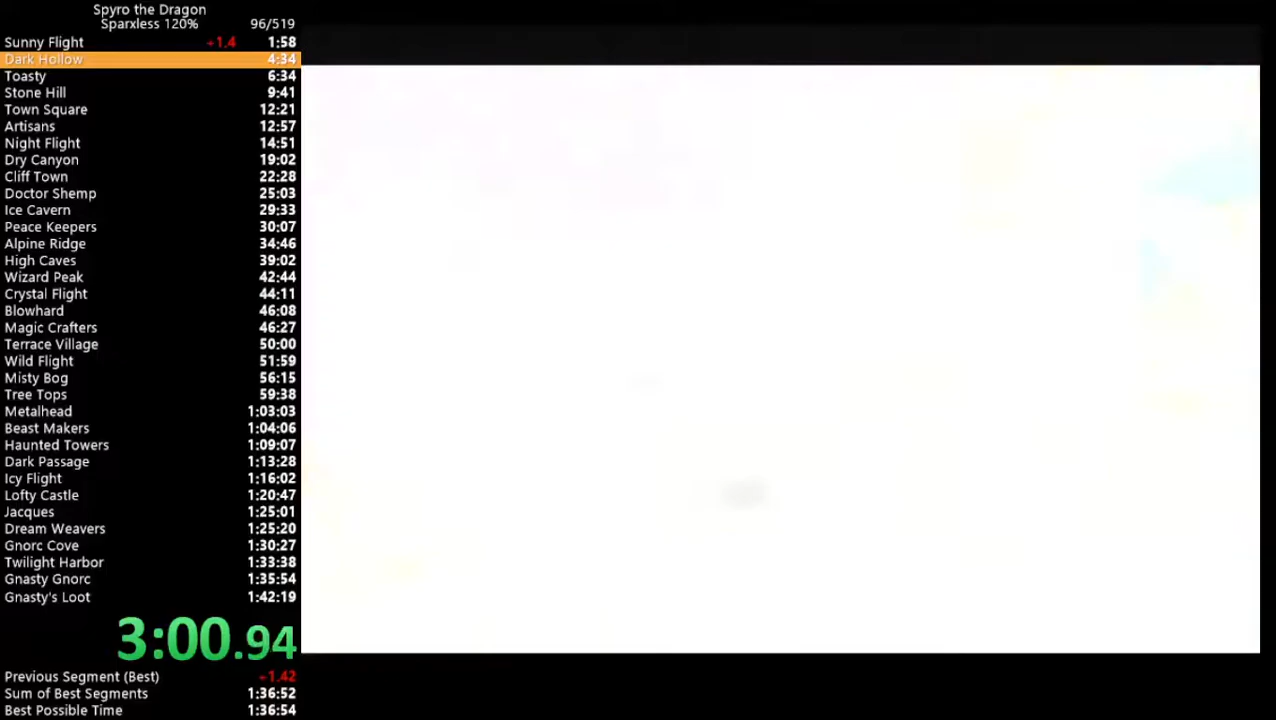 Spyro the Dragon
Sparxless 120% 96/519
Sunny Flight +1.4 1:58
Dark Hollow 4:34
Toasty 6:34
Stone Hill 9:41
Town Square 12:21
Artisans 12:57
Night Flight 14:51
Dry Canyon 19:02
Cliff Town 22:28
Doctor Shemp 25:03
Ice Cavern 29:33
Peace Keepers 30:07
Alpine Ridge 34:46
High Caves 39:02
Wizard Peak 42:44
Crystal Flight 44:11
Blowhard 46:08
Magic Crafters 46:27
Terrace Village 50:00
Wild Flight 51:59
Misty Bog 56:15
Tree Tops 59:38
Metalhead 1:03:03
Beast Makers 1:04:06
Haunted Towers 1:09:07
Dark Passage 1:13:28
Icy Flight 1:16:02
Lofty Castle 1:20:47
Jacques 1:25:01
Dream Weavers 1:25:20
Gnorc Cove 1:30:27
Twilight Harbor 1:33:38
Gnasty Gnorc 1:35:54
Gnasty's Loot 1:42:19
3:00.94
Previous Segment (Best) +1.42
Sum of Best Segments 1:36:52
Best Possible Time 1:36:54